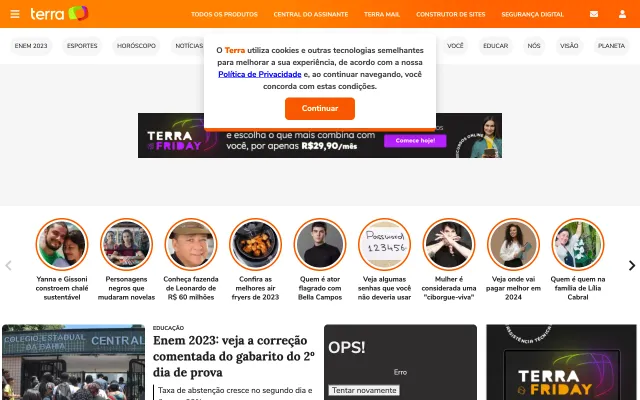 terra
TODOS OS PRODUTOS
CENTRAL DO ASSINANTE
TERRA MAIL
CONSTRUTOR DE SITES
SEGURANÇA DIGITAL
ENEM 2023
ESPORTES
HORÓSCOPO
NOTÍCIAS
VOCÊ
EDUCAR
NÓS
VISÃO
PLANETA
O Terra utiliza cookies e outras tecnologias semelhantes
para melhorar a sua experiência, de acordo com a nossa
Política de Privacidade e, ao continuar navegando, você
concorda com estas condições.
Continuar
TERRA
FRIDAY
e escolha o que mais combina com
você, por apenas R$29,90/mês
Comece hoje!
Password
123456
Yanna e Gissoni
constroem chalé
sustentável
Personagens
negros que
mudaram novelas
Conheça fazenda
de Leonardo de
R$ 60 milhões
Confira as
melhores air
fryers de 2023
Quem é ator
flagrado com
Bella Campos
Veja algumas
senhas que você
não deveria usar
Mulher é
considerada uma
"ciborgue-viva"
Veja onde vai
pagar melhor em
2024
Quem é quem na
família de Lília
Cabral
COLEGIO ESTADUAL
DA BAHIA
CENTRAL
EDUCAÇÃO
Enem 2023: veja a correção
comentada do gabarito do 2º
dia de prova
Taxa de abstenção cresce no segundo dia e
OPS!
Erro
Tentar novamente
TERRA
FRIDAY